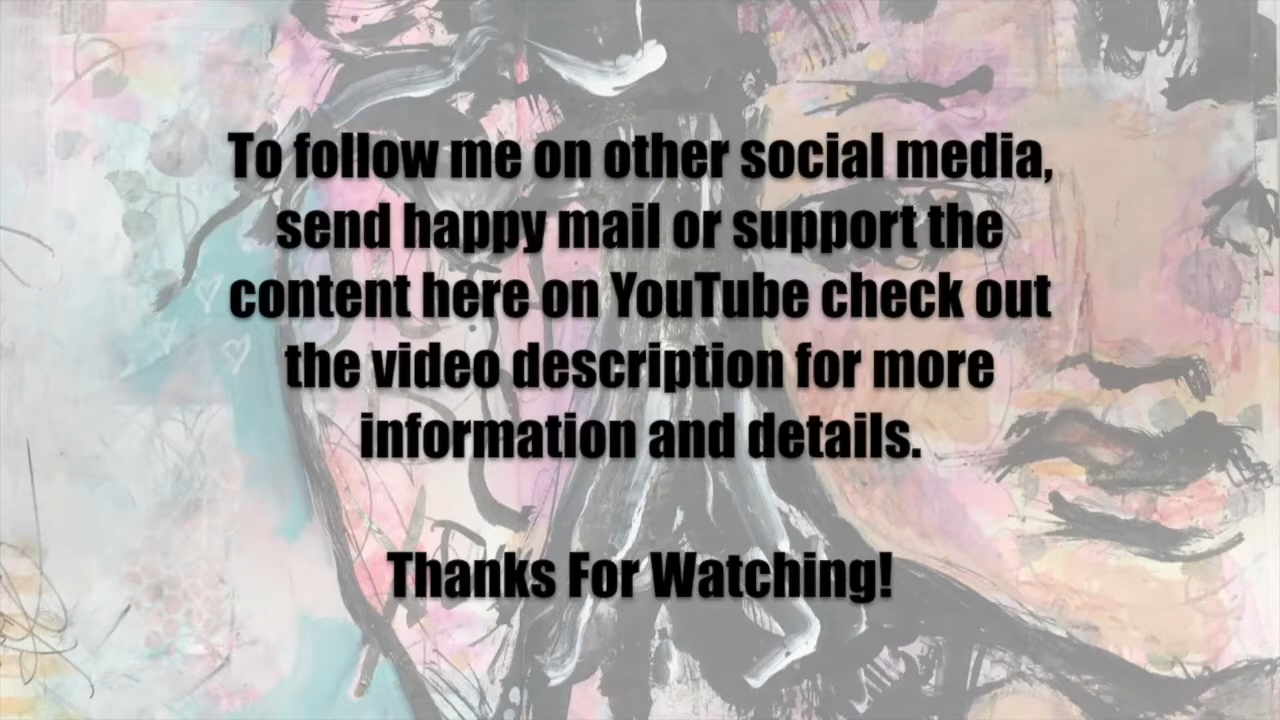 To follow me on other social media,
send happy mail or support the
content here on YouTube check out
the video description for more
information and details.
Thanks For Watching!